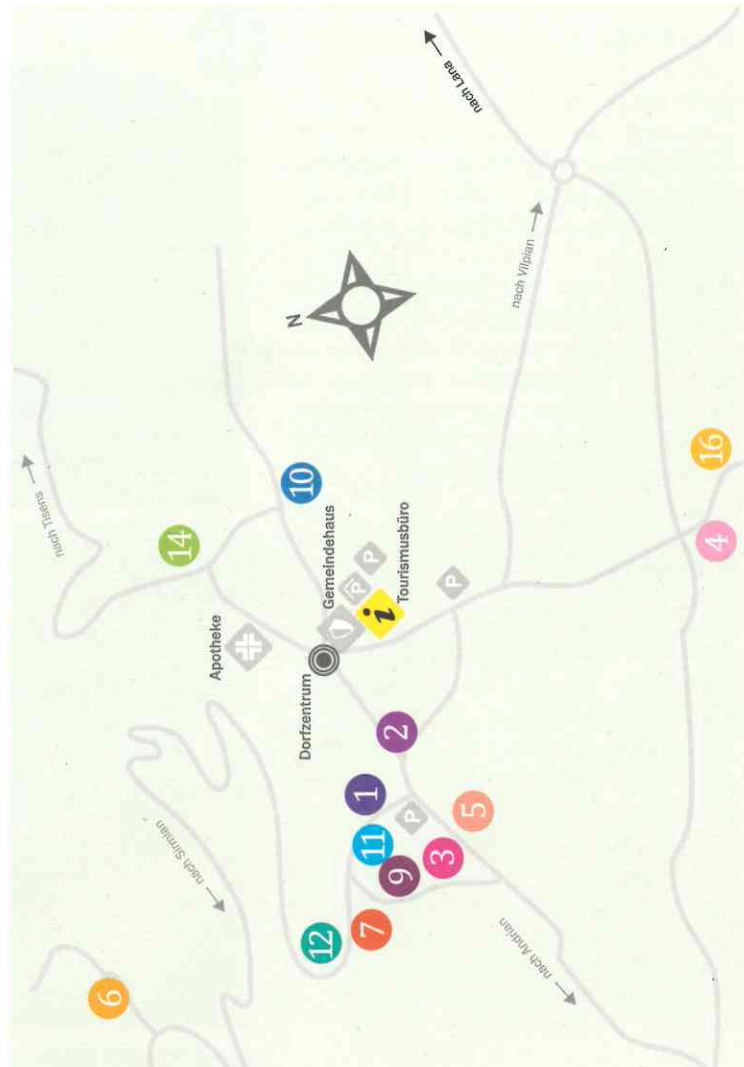 nach Lana
nach Vilpian
N
nach Tisens
14
10
16
4
Gemeindehaus
P
P
i
Tourismusbüro
P
Apotheke
Dorfzentrum
2
1
P
5
11
3
9
7
12
nach Sirmian
nach Andrian
6